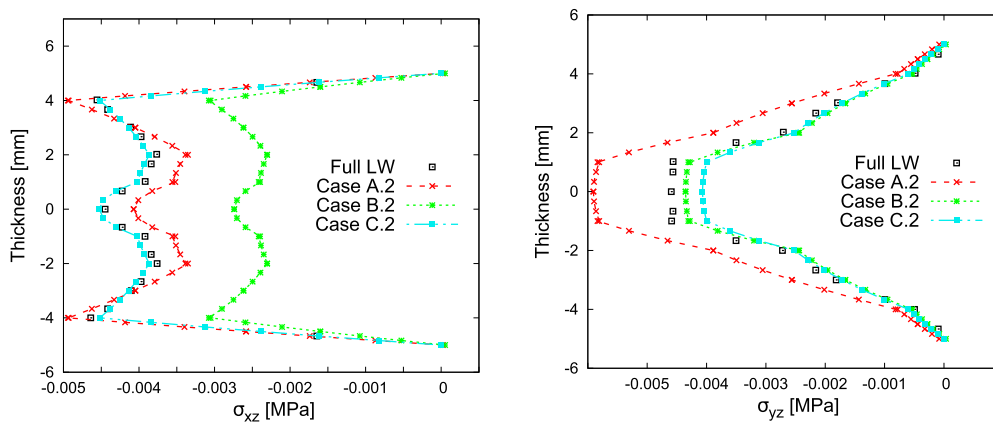 6
4
2
0
-2
-4
-6
Thickness [mm]
-0.005
-0.004
-0.003
-0.002
-0.001
0
σxz [MPa]
Full LW
Case A.2
Case B.2
Case C.2
6
4
2
0
-2
-4
-6
Thickness [mm]
-0.005
-0.004
-0.003
-0.002
-0.001
0
σyz [MPa]
Full LW
Case A.2
Case B.2
Case C.2